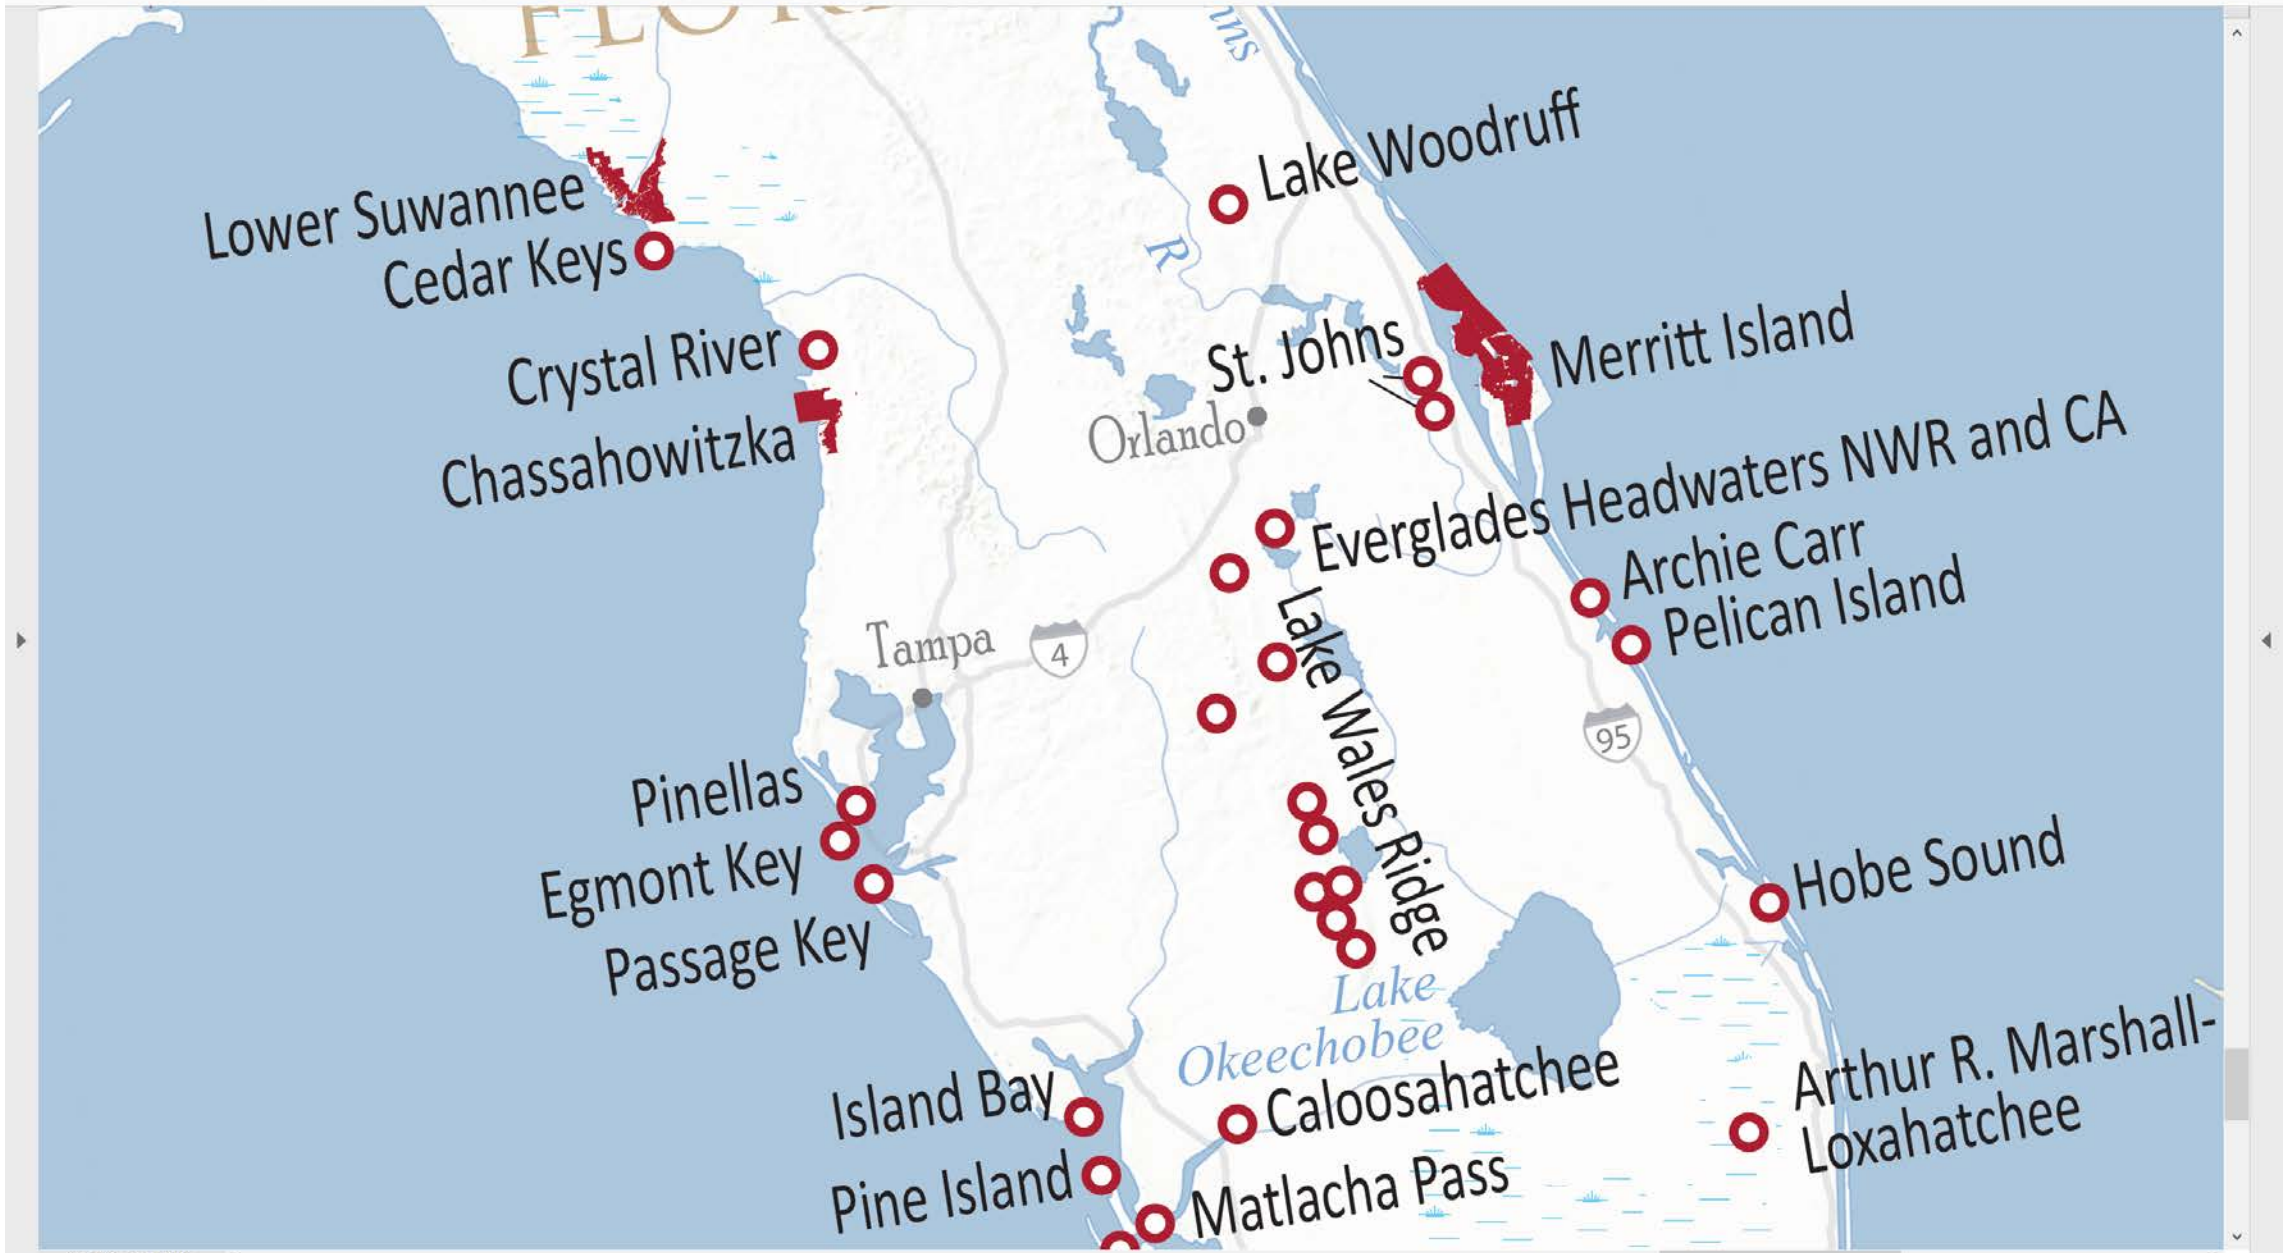 FLOR
ns
Lake Woodruff
Lower Suwannee
Cedar Keys
R
Crystal River
St. Johns
Merritt Island
Chassahowitzka
Orlando
Everglades Headwaters NWR and CA
Archie Carr
Pelican Island
Tampa
4
Lake Wales Ridge
95
Pinellas
Egmont Key
Hobe Sound
Passage Key
Lake
Okeechobee
Island Bay
Caloosahatchee
Arthur R. Marshall-
Loxahatchee
Pine Island
Matlacha Pass